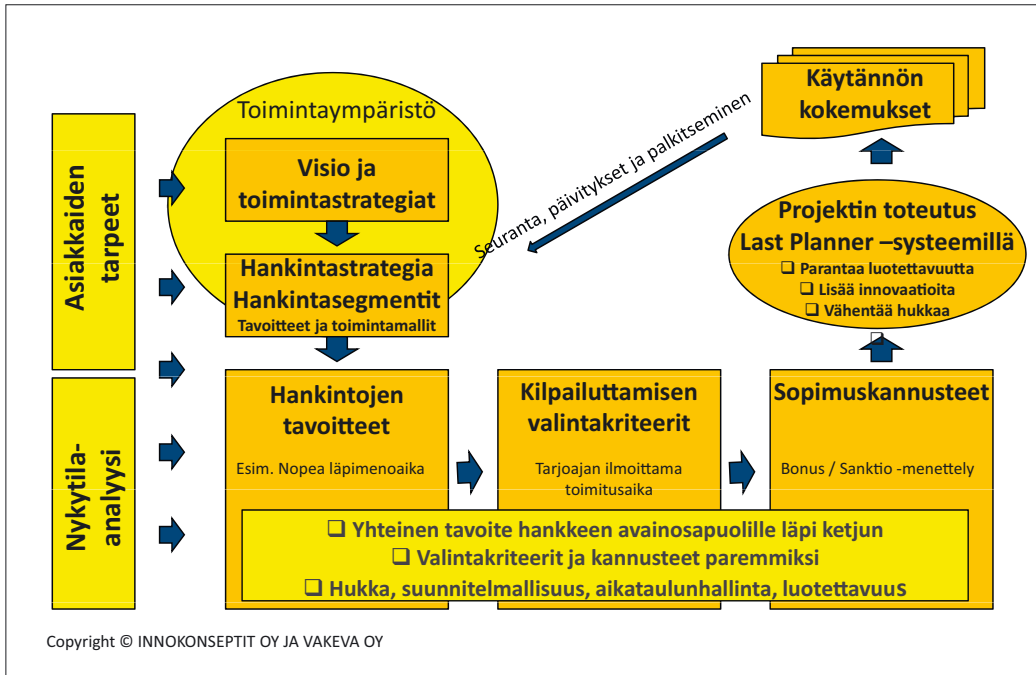 Asiakkaiden
tarpeet
Nykytila-
analyysi
Toimintaympäristö
Visio ja
toimintastrategiat
Hankintastrategia
Hankintasegmentit
Tavoitteet ja toimintamallit
Seuranta, päivitykset ja palkitseminen
Käytännön
kokemukset
Projektin toteutus
Last Planner –systeemillä
❑ Parantaa luotettavuutta
❑ Lisää innovaatioita
❑ Vähentää hukkaa
❑
Hankintojen
tavoitteet
Esim. Nopea läpimenoaika
Kilpailuttamisen
valintakriteerit
Tarjoajan ilmoittama
toimitusaika
Sopimuskannusteet
Bonus / Sanktio -menettely
❑ Yhteinen tavoite hankkeen avainosapuolille läpi ketjun
❑ Valintakriteerit ja kannusteet paremmiksi
❑ Hukka, suunnitelmallisuus, aikataulunhallinta, luotettavuus
Copyright © INNOKONSEPTIT OY JA VAKEVA OY